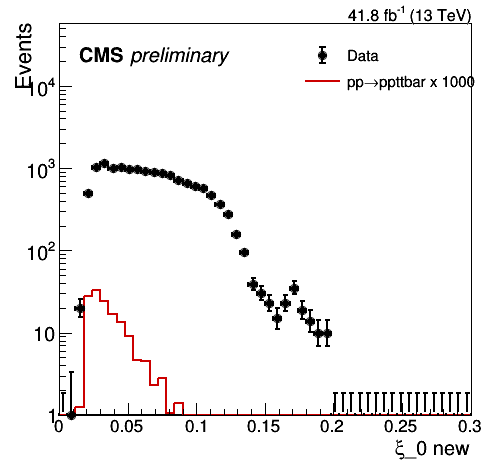 41.8 fb⁻¹ (13 TeV)
Events
CMS preliminary
Data
pp→ppttbar x 1000
10⁴
10³
10²
10
1
0 0.05 0.1 0.15 0.2 0.25 0.3
ξ_0 new